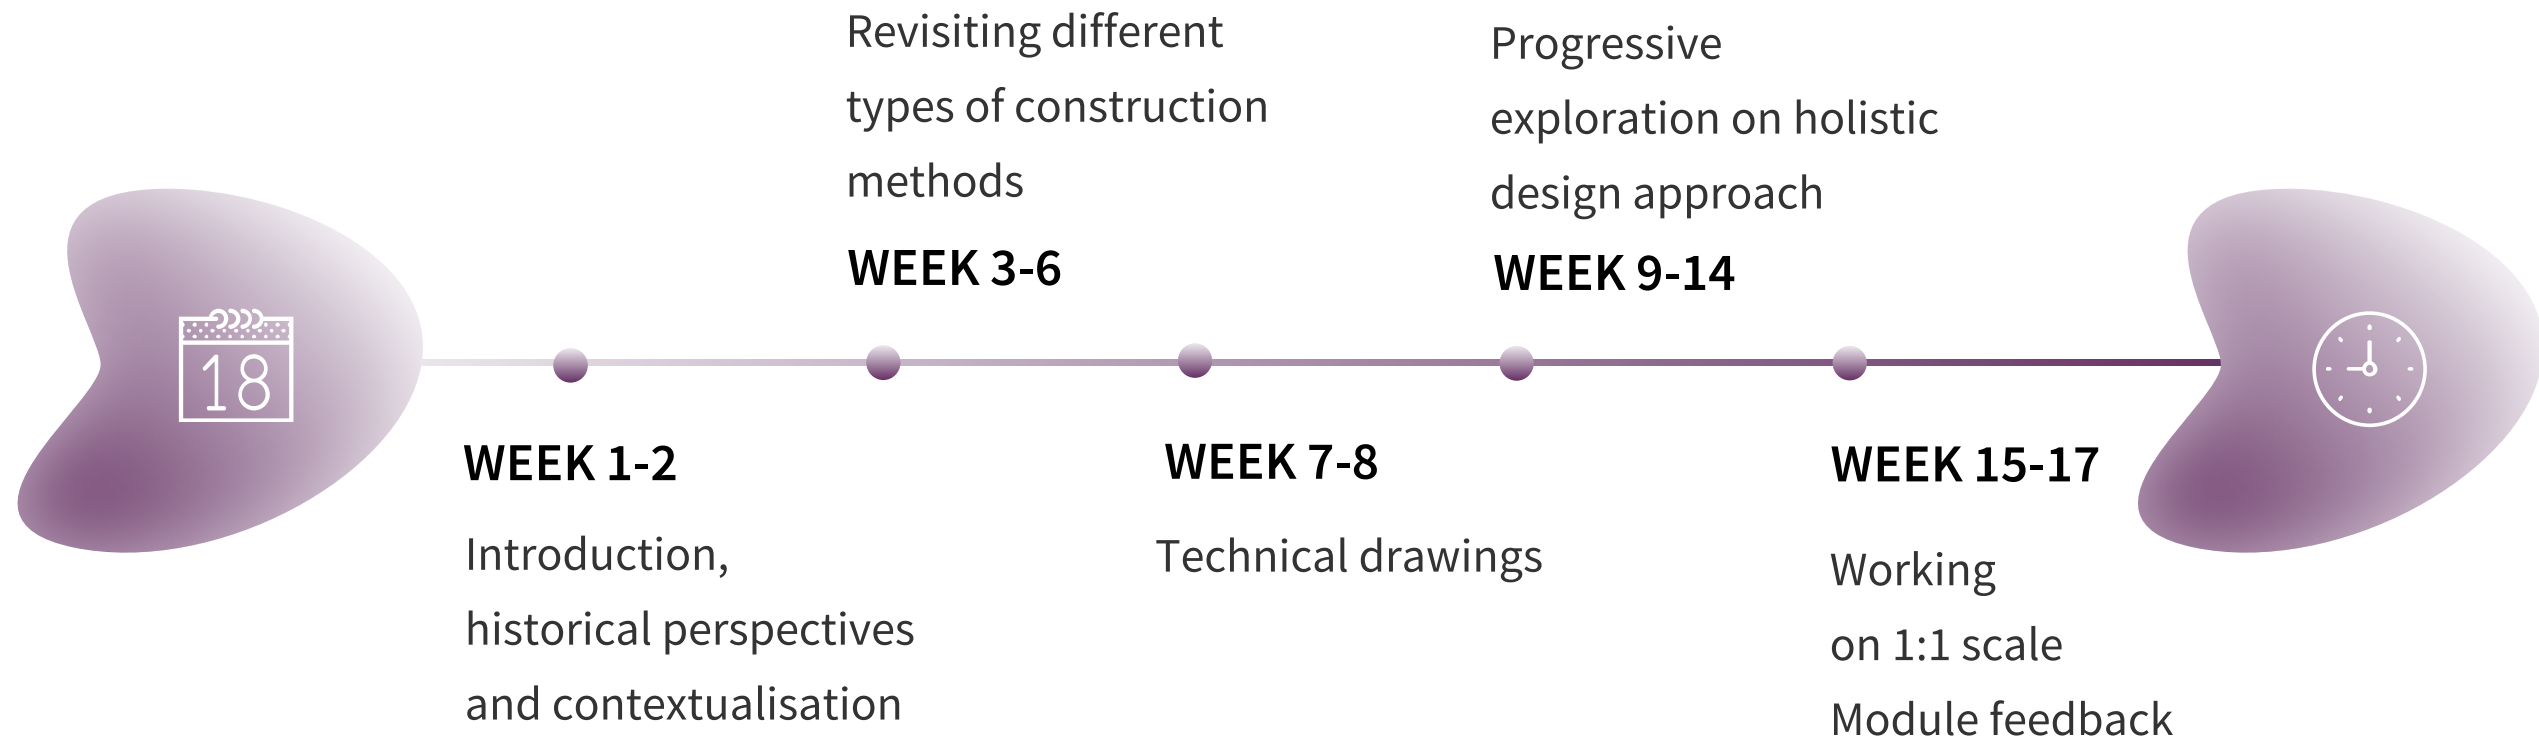 18
WEEK 1-2
Introduction,
historical perspectives
and contextualisation
Revisiting different
types of construction
methods
WEEK 3-6
WEEK 7-8
Technical drawings
Progressive
exploration on holistic
design approach
WEEK 9-14
WEEK 15-17
Working
on 1:1 scale
Module feedback